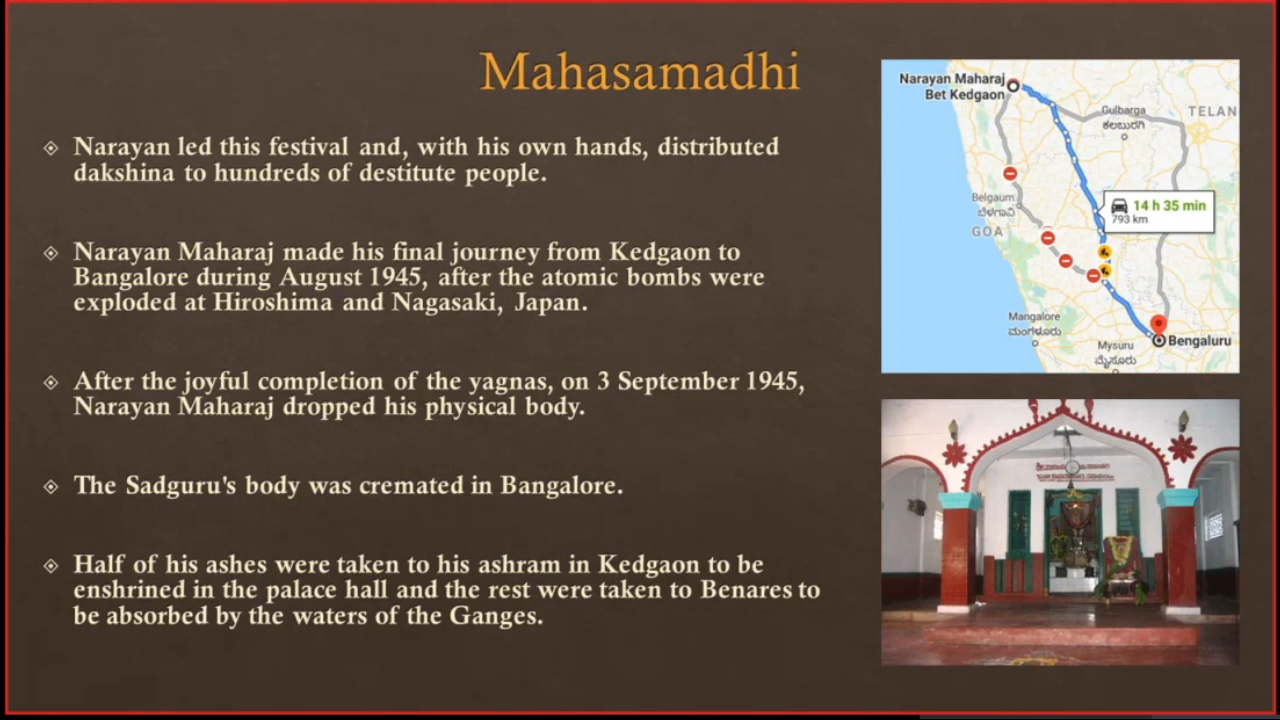 Mahasamadhi
Narayan led this festival and, with his own hands, distributed
dakshina to hundreds of destitute people.
Narayan Maharaj made his final journey from Kedgaon to
Bangalore during August 1945, after the atomic bombs were
exploded at Hiroshima and Nagasaki, Japan.
After the joyful completion of the yagnas, on 3 September 1945,
Narayan Maharaj dropped his physical body.
The Sadguru's body was cremated in Bangalore.
Half of his ashes were taken to his ashram in Kedgaon to be
enshrined in the palace hall and the rest were taken to Benares to
be absorbed by the waters of the Ganges.
Narayan Maharaj
Bet Kedgaon
Gulbarga
ಕಲಬುರಗಿ
TELAN
14 h 35 min
793 km
Belgaum
ಬೆಳಗಾವಿ
GOA
Mangalore
ಮಂಗಳೂರು
Mysuru
ಮೈಸೂರು
Bengaluru